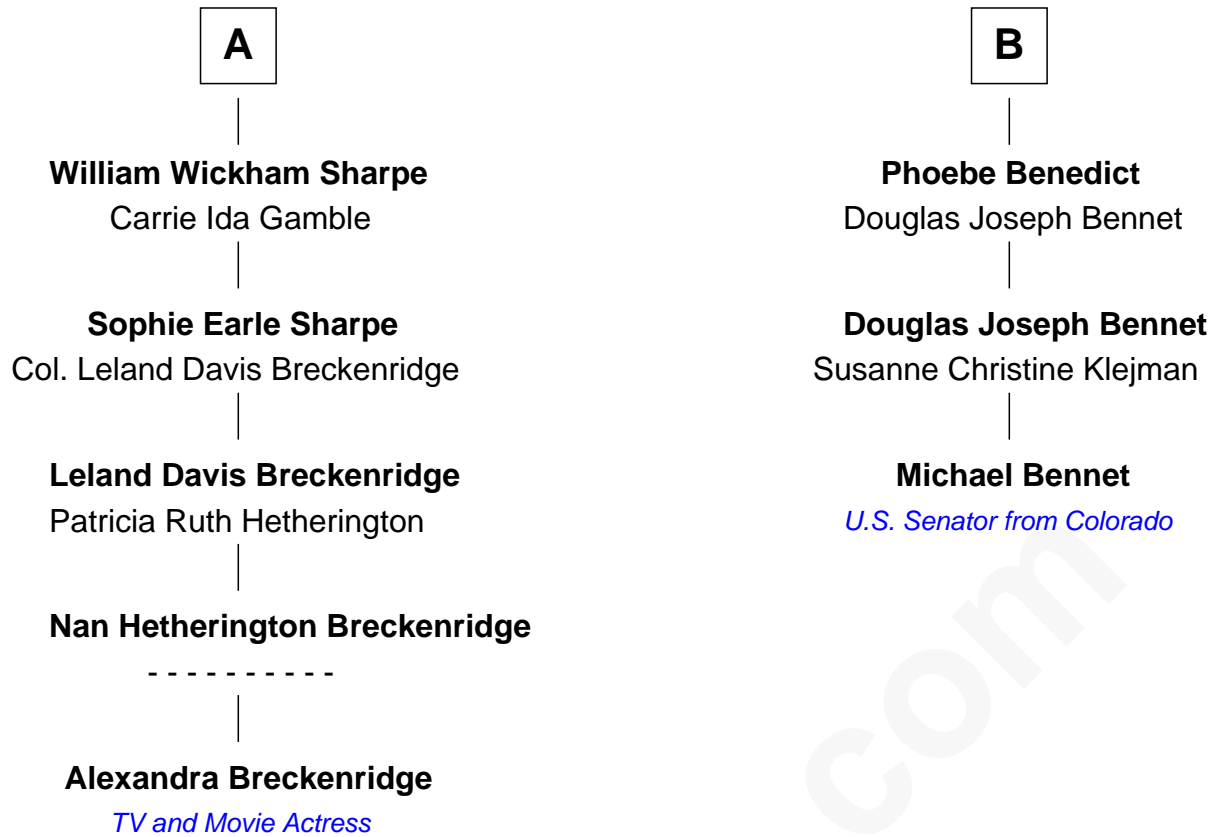 A
William Wickham Sharpe
Carrie Ida Gamble
Sophie Earle Sharpe
Col. Leland Davis Breckenridge
Leland Davis Breckenridge
Patricia Ruth Hetherington
Nan Hetherington Breckenridge
- - - - - - - - - -
Alexandra Breckenridge
TV and Movie Actress
B
Phoebe Benedict
Douglas Joseph Bennet
Douglas Joseph Bennet
Susanne Christine Klejman
Michael Bennet
U.S. Senator from Colorado
com